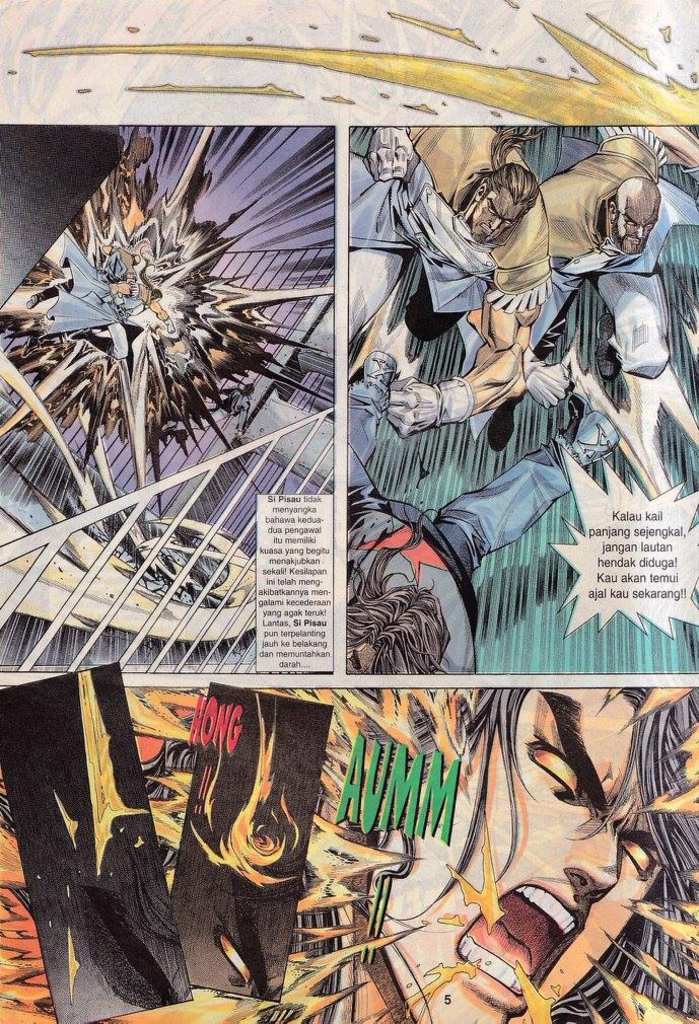 Si Pisau tidak
menyangka
bahawa kedua-
dua pengawal
itu memiliki
kuasa yang begitu
menakjubkan
sekali! Kesilapan
ini telah meng-
akibatkannya men-
galami kecederaan
yang agak teruk!
Lantas, Si Pisau
pun terpelanting
jauh ke belakang
dan memuntahkan
darah....
Kalau kail
panjang sejengkal,
jangan lautan
hendak diduga!
Kau akan temui
ajal kau sekarang!!
HONG
!!
AUMM
!!
5